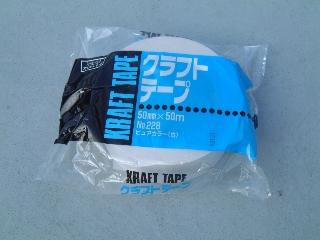 KRAFT TAPE
クラフト
テープ
50mm×50m
No.228
ピュアカラー(白)
KRAFT TAPE
クラフトテープ